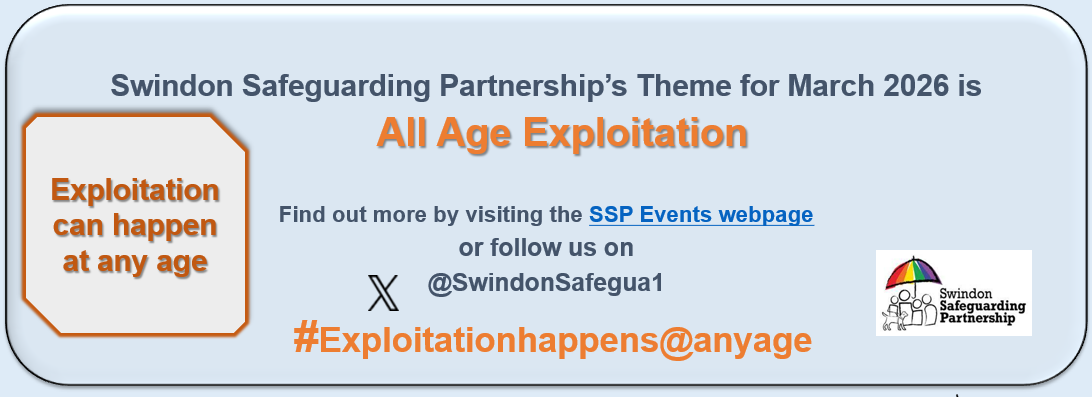 Swindon Safeguarding Partnership’s Theme for March 2026 is
All Age Exploitation
Exploitation
can happen
at any age
Find out more by visiting the SSP Events webpage
or follow us on
@SwindonSafegua1
#Exploitationhappens@anyage
Swindon
Safeguarding
Partnership